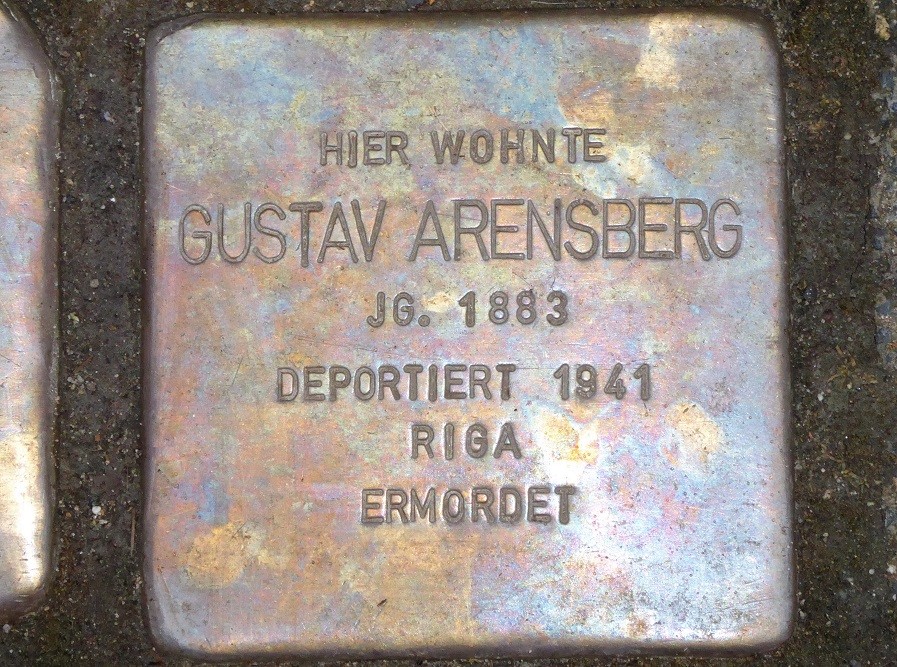 HIER WOHNTE
GUSTAV ARENSBERG
JG. 1883
DEPORTIERT 1941
RIGA
ERMORDET